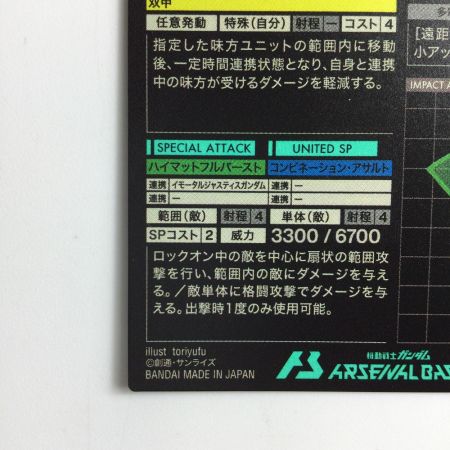 双甲
任意発動 特殊(自分) 射程 — コスト 4
指定した味方ユニットの範囲内に移動
後、一定時間連携状態となり、自身と連携
中の味方が受けるダメージを軽減する。
[遠距
小アッ
IMPACT A
SPECIAL ATTACK UNITED SP
ハイマットフルバースト コンビネーション・アサルト
連携 イモータルジャスティスガンダム 連携 —
連携 — 連携 —
範囲(敵) 射程 4 単体(敵) 射程 4
SPコスト 2 威力 3300 / 6700
ロックオン中の敵を中心に扇状の範囲攻
撃を行い、範囲内の敵にダメージを与え
る。/敵単体に格闘攻撃でダメージを与
える。出撃時1度のみ使用可能。
illust toriyufu
©創通・サンライズ
BANDAI MADE IN JAPAN
機動戦士ガンダム
ARSENAL BAS